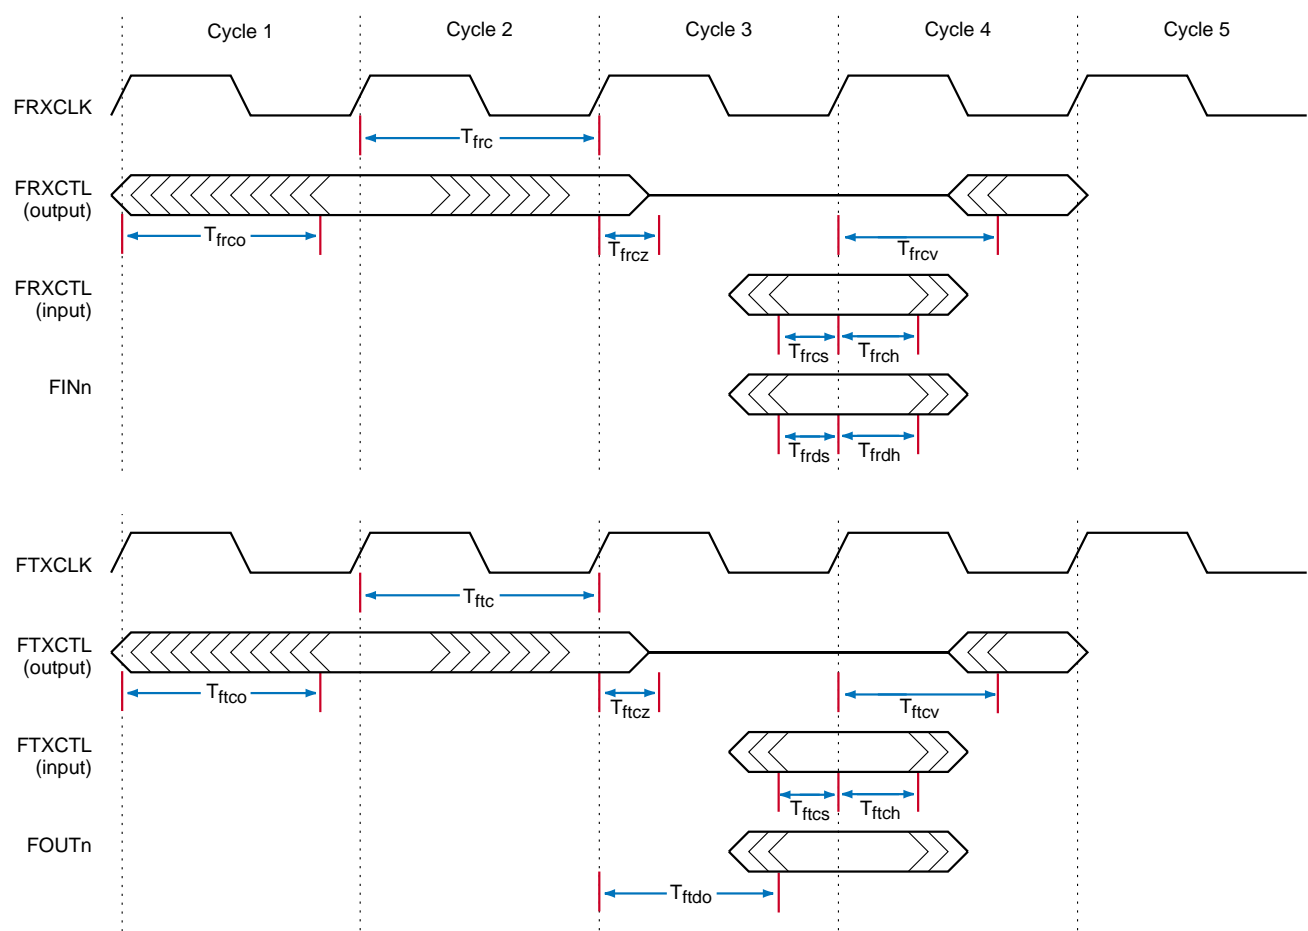 Cycle 1 Cycle 2 Cycle 3 Cycle 4 Cycle 5
FRXCLK
Tfrc
FRXCTL
(output)
Tfrco Tfrcz Tfrcv
FRXCTL
(input)
Tfrcs Tfrch
FINn
Tfrds Tfrdh
FTXCLK
Tftc
FTXCTL
(output)
Tftco Tftcz Tftcv
FTXCTL
(input)
Tftcs Tftch
FOUTn
Tftdo